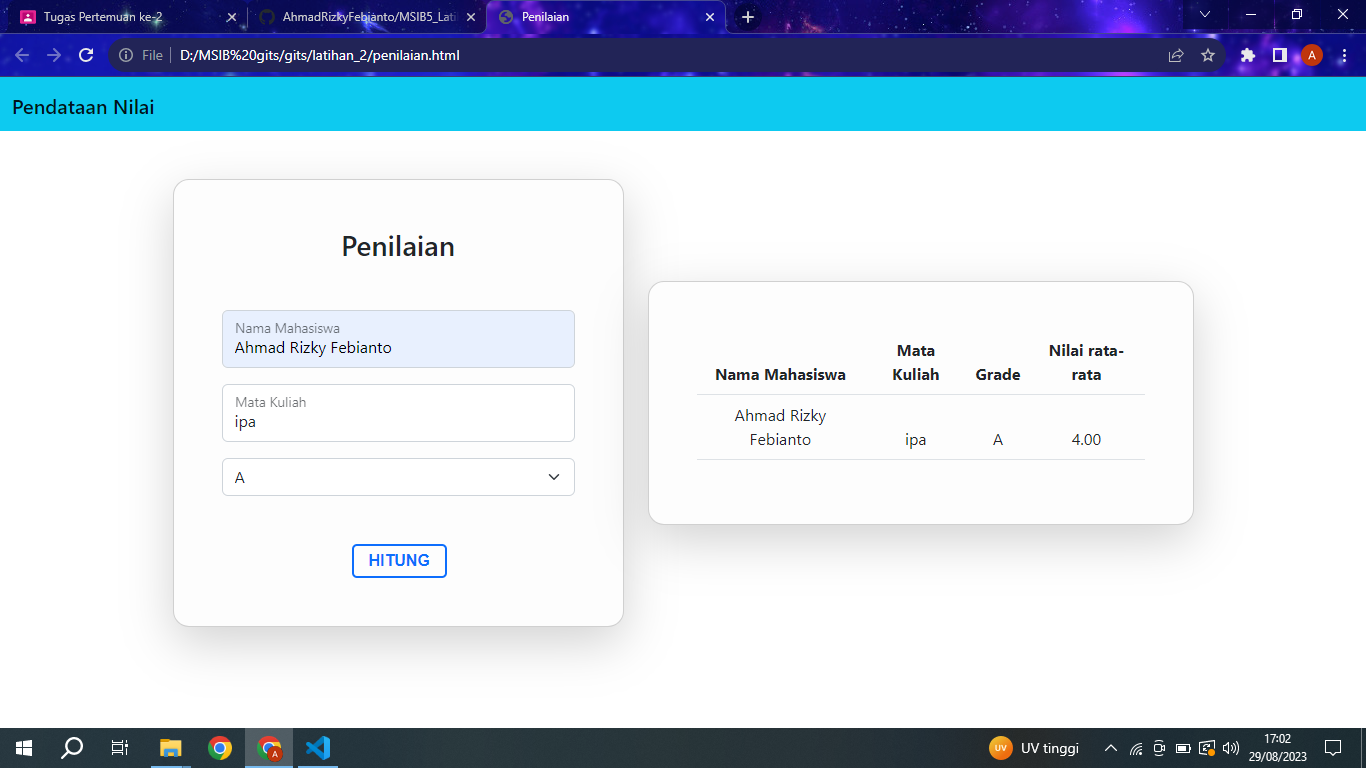 Tugas Pertemuan ke-2
AhmadRizkyFebianto/MSIB5_Lati
Penilaian
File
D:/MSIB%20gits/gits/latihan_2/penilaian.html
A
Pendataan Nilai
Penilaian
Nama Mahasiswa
Ahmad Rizky Febianto
Mata Kuliah
ipa
A
HITUNG
Nama Mahasiswa
Mata
Kuliah
Grade
Nilai rata-
rata
Ahmad Rizky
Febianto
ipa
A
4.00
A
UV
UV tinggi
17:02
29/08/2023